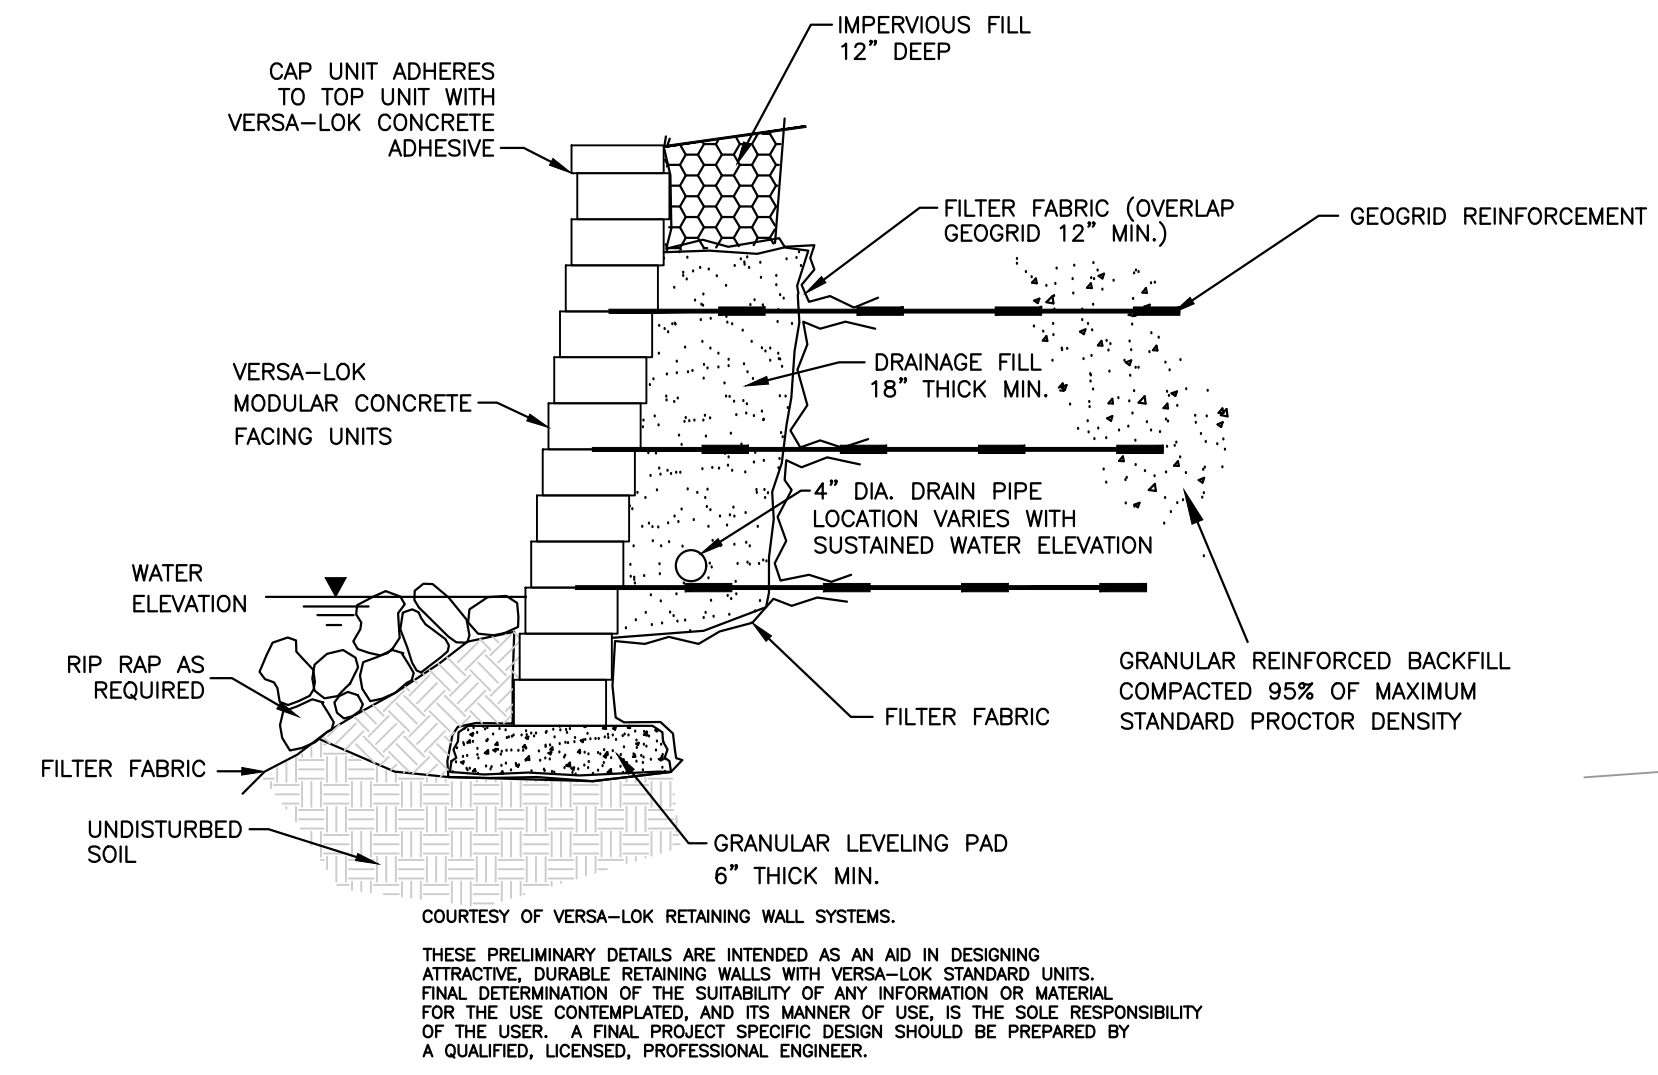 IMPERVIOUS FILL
12” DEEP
CAP UNIT ADHERES
TO TOP UNIT WITH
VERSA–LOK CONCRETE
ADHESIVE
FILTER FABRIC (OVERLAP
GEOGRID 12” MIN.)
GEOGRID REINFORCEMENT
VERSA–LOK
MODULAR CONCRETE
FACING UNITS
DRAINAGE FILL
18” THICK MIN.
4” DIA. DRAIN PIPE
LOCATION VARIES WITH
SUSTAINED WATER ELEVATION
WATER
ELEVATION
RIP RAP AS
REQUIRED
GRANULAR REINFORCED BACKFILL
COMPACTED 95% OF MAXIMUM
STANDARD PROCTOR DENSITY
FILTER FABRIC
FILTER FABRIC
UNDISTURBED
SOIL
GRANULAR LEVELING PAD
6” THICK MIN.
COURTESY OF VERSA–LOK RETAINING WALL SYSTEMS.
THESE PRELIMINARY DETAILS ARE INTENDED AS AN AID IN DESIGNING
ATTRACTIVE, DURABLE RETAINING WALLS WITH VERSA–LOK STANDARD UNITS.
FINAL DETERMINATION OF THE SUITABILITY OF ANY INFORMATION OR MATERIAL
FOR THE USE CONTEMPLATED, AND ITS MANNER OF USE, IS THE SOLE RESPONSIBILITY
OF THE USER. A FINAL PROJECT SPECIFIC DESIGN SHOULD BE PREPARED BY
A QUALIFIED, LICENSED, PROFESSIONAL ENGINEER.